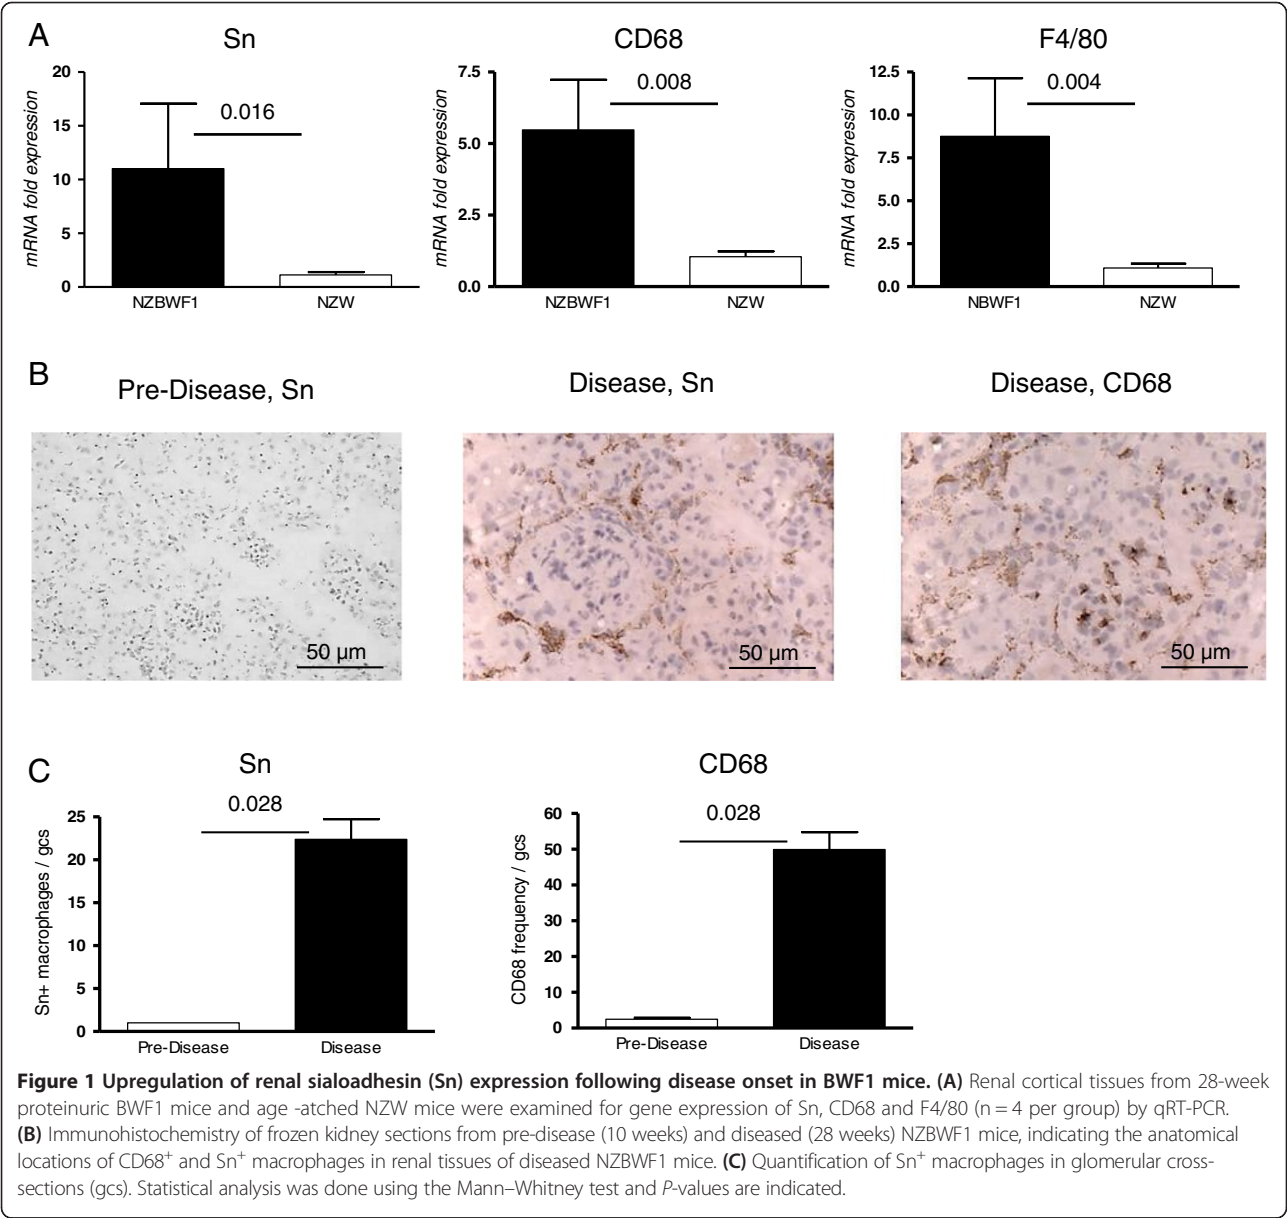 A
Sn
CD68
F4/80
mRNA fold expression
20
15
10
5
0
0.016
NZBWF1
NZW
mRNA fold expression
7.5
5.0
2.5
0.0
0.008
NZBWF1
NZW
mRNA fold expression
12.5
10.0
7.5
5.0
2.5
0.0
0.004
NBWF1
NZW
B
Pre-Disease, Sn
Disease, Sn
Disease, CD68
50 µm
50 µm
50 µm
C
Sn
CD68
Sn+ macrophages / gcs
25
20
15
10
5
0
0.028
Pre-Disease
Disease
CD68 frequency / gcs
60
50
40
30
20
10
0
0.028
Pre-Disease
Disease
Figure 1 Upregulation of renal sialoadhesin (Sn) expression following disease onset in BWF1 mice. (A) Renal cortical tissues from 28-week
proteinuric BWF1 mice and age -atched NZW mice were examined for gene expression of Sn, CD68 and F4/80 (n = 4 per group) by qRT-PCR.
(B) Immunohistochemistry of frozen kidney sections from pre-disease (10 weeks) and diseased (28 weeks) NZBWF1 mice, indicating the anatomical
locations of CD68⁺ and Sn⁺ macrophages in renal tissues of diseased NZBWF1 mice. (C) Quantification of Sn⁺ macrophages in glomerular cross-
sections (gcs). Statistical analysis was done using the Mann–Whitney test and P-values are indicated.